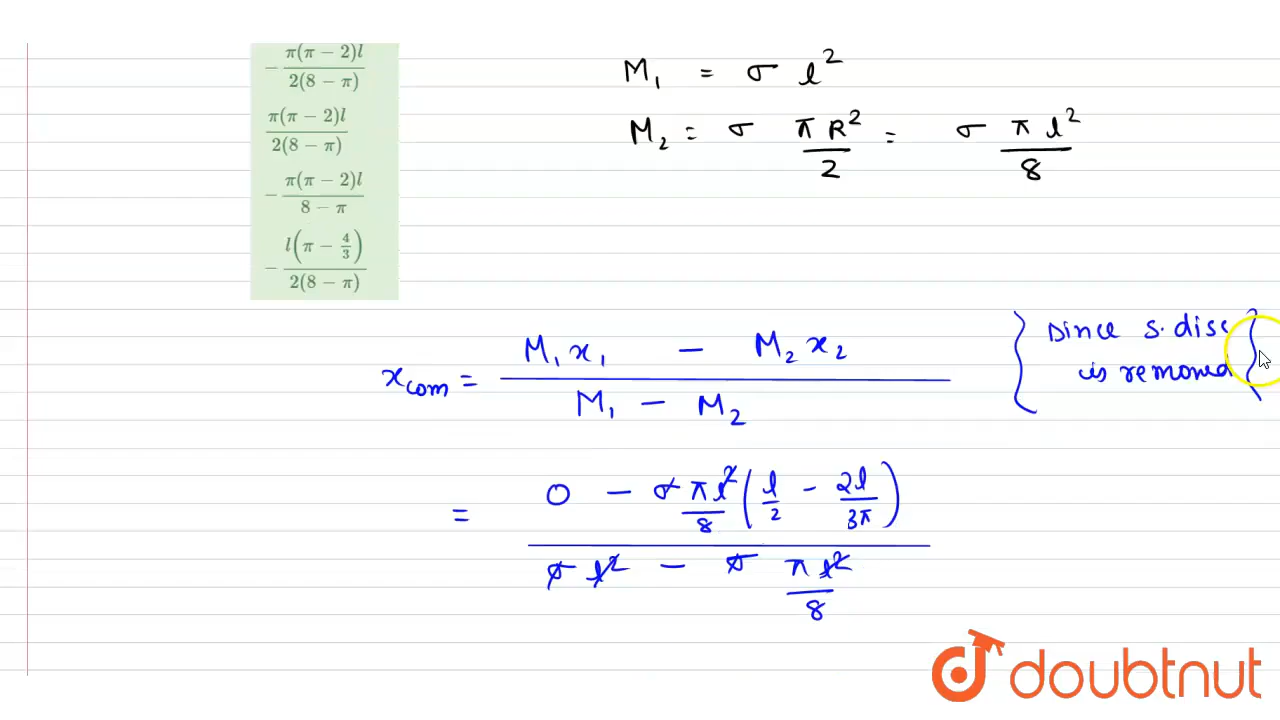 −π(π − 2)l / 2(8 − π)
π(π − 2)l / 2(8 − π)
−π(π − 2)l / 8 − π
−l(π − 4/3) / 2(8 − π)
M₁ = σ l²
M₂ = σ πR²/2 = σ πl²/8
x_com = M₁x₁ − M₂x₂ / M₁ − M₂ { since s. disc
is removed }
= 0 − σ πl²/8 (l/2 − 2l/3π) / σ l² − σ πl²/8
doubtnut